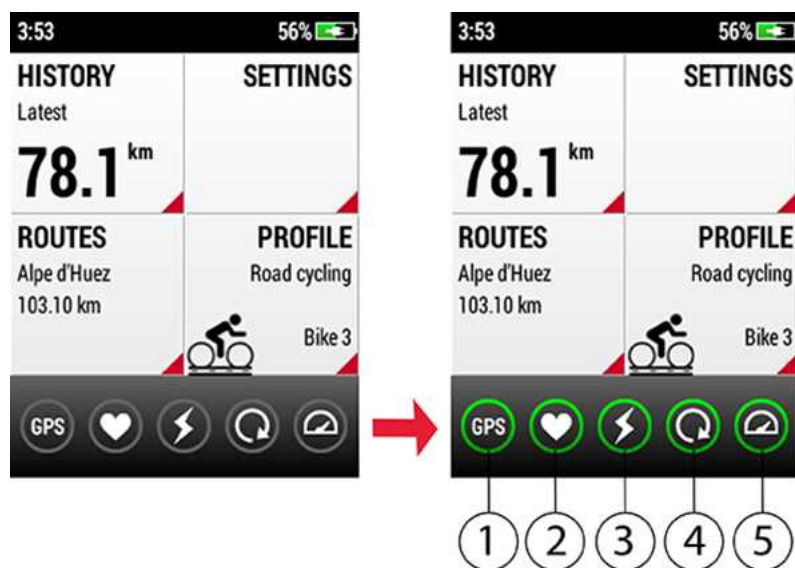 3:53 56%
HISTORY SETTINGS
Latest
78.1 km
ROUTES PROFILE
Alpe d'Huez Road cycling
103.10 km
Bike 3
GPS
3:53 56%
HISTORY SETTINGS
Latest
78.1 km
ROUTES PROFILE
Alpe d'Huez Road cycling
103.10 km
Bike 3
GPS
1 2 3 4 5